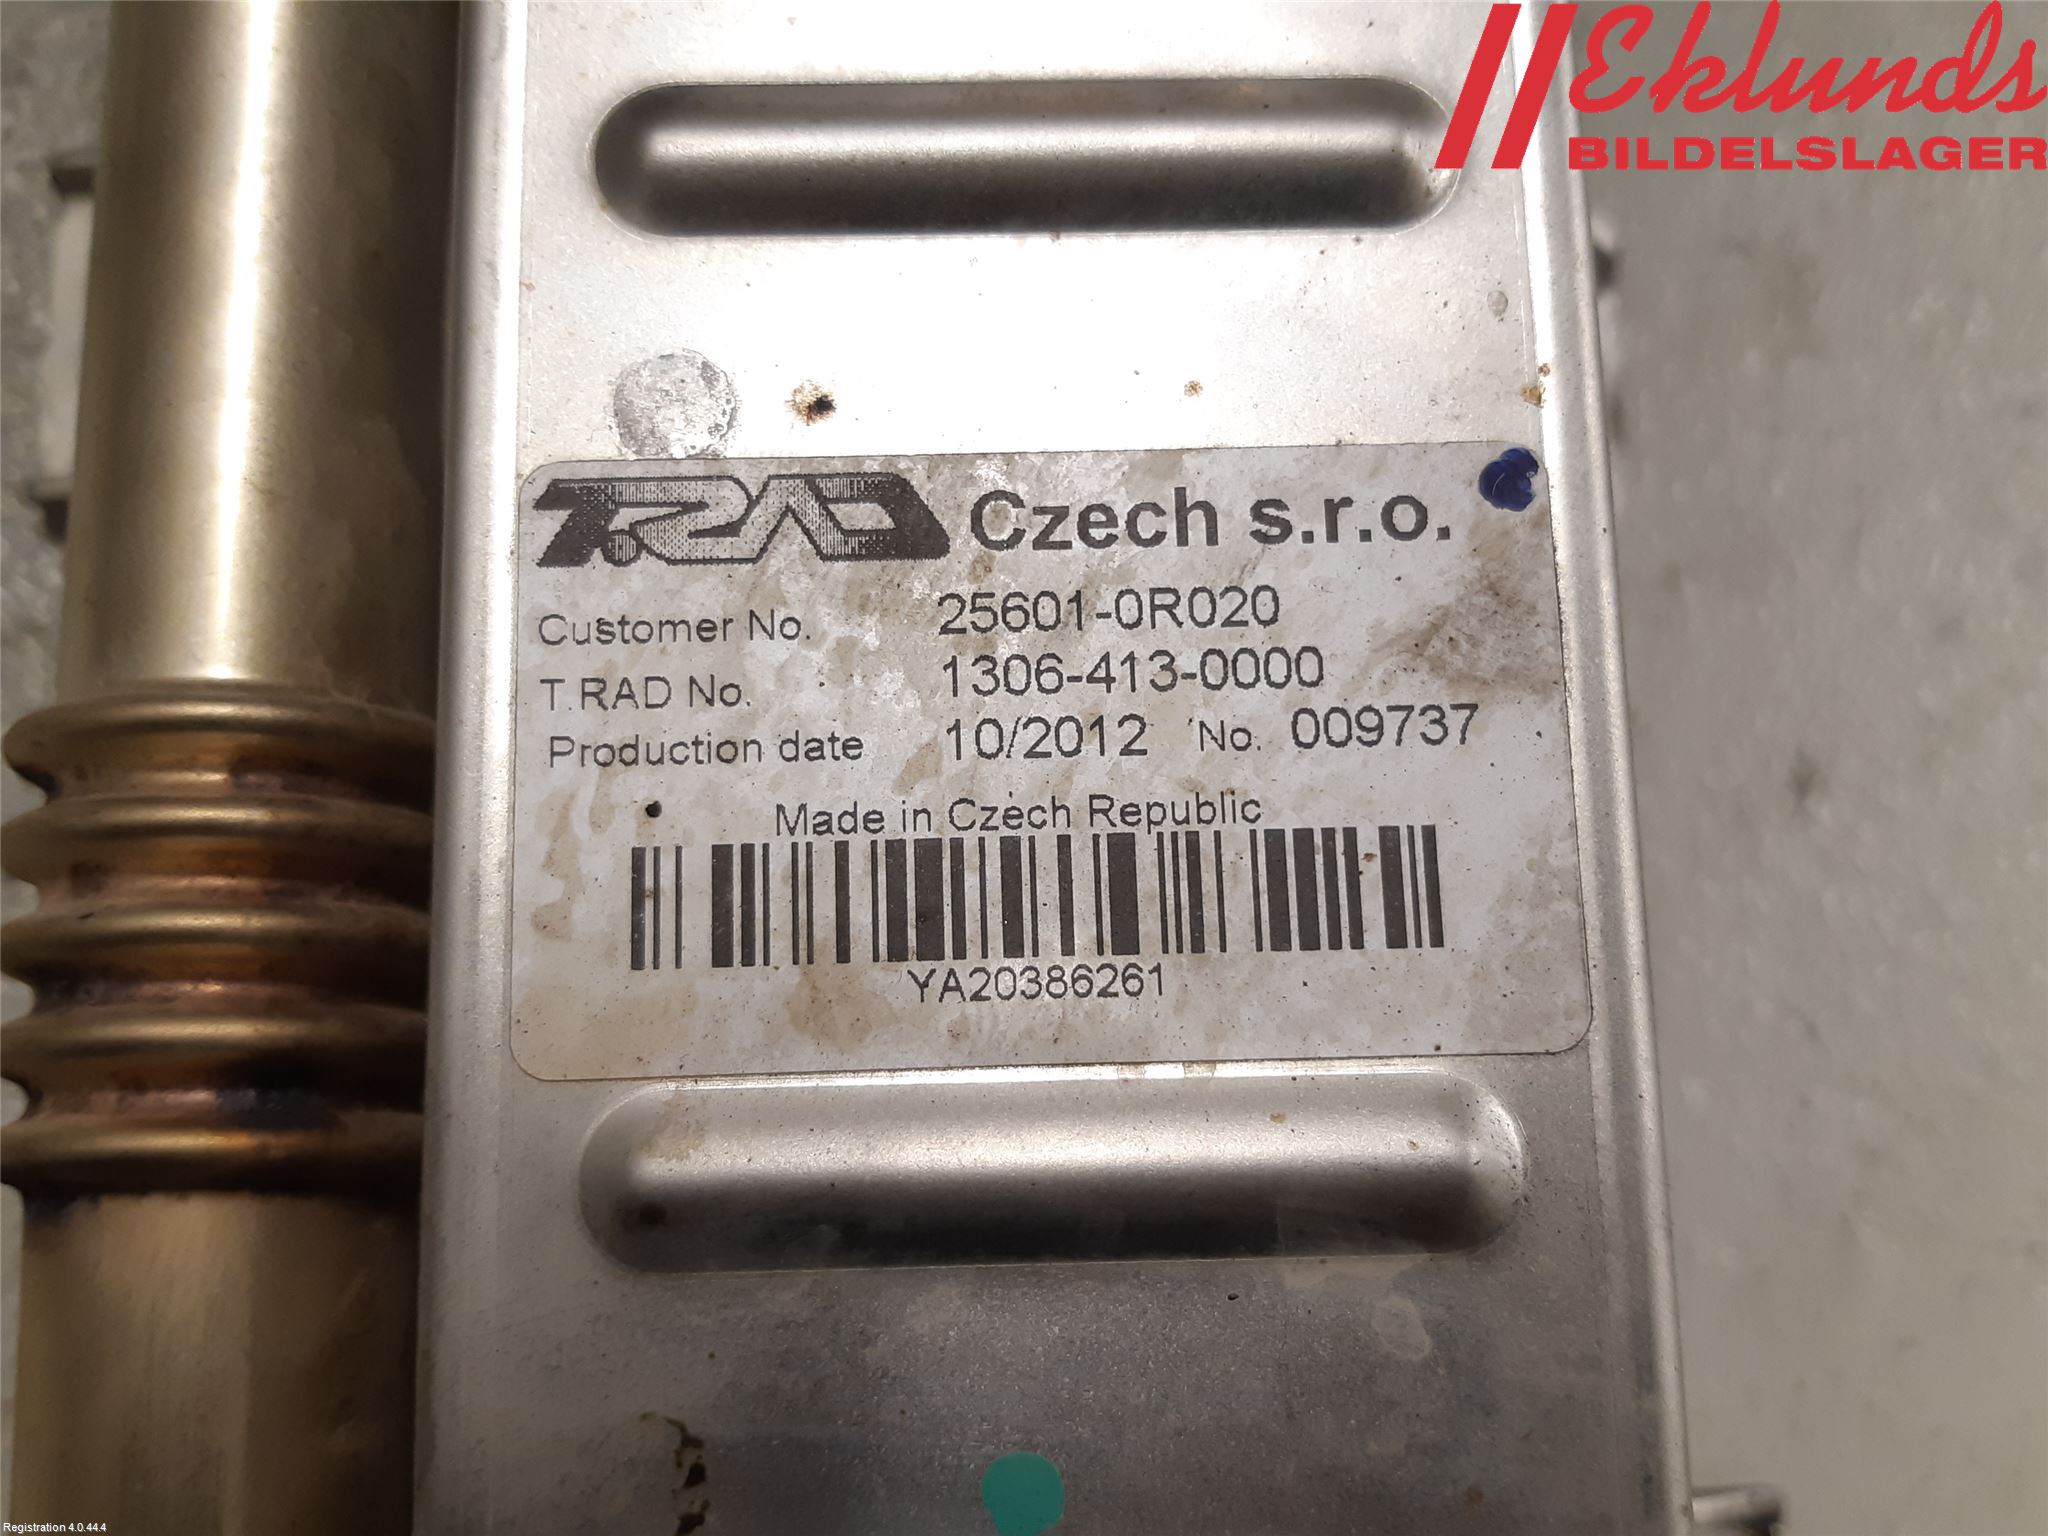 Eklunds
BILDELSLAGER
T.RAD Czech s.r.o.
Customer No. 25601-0R020
T.RAD No. 1306-413-0000
Production date 10/2012 No. 009737
Made in Czech Republic
YA20386261
Registration 4.0.44.4